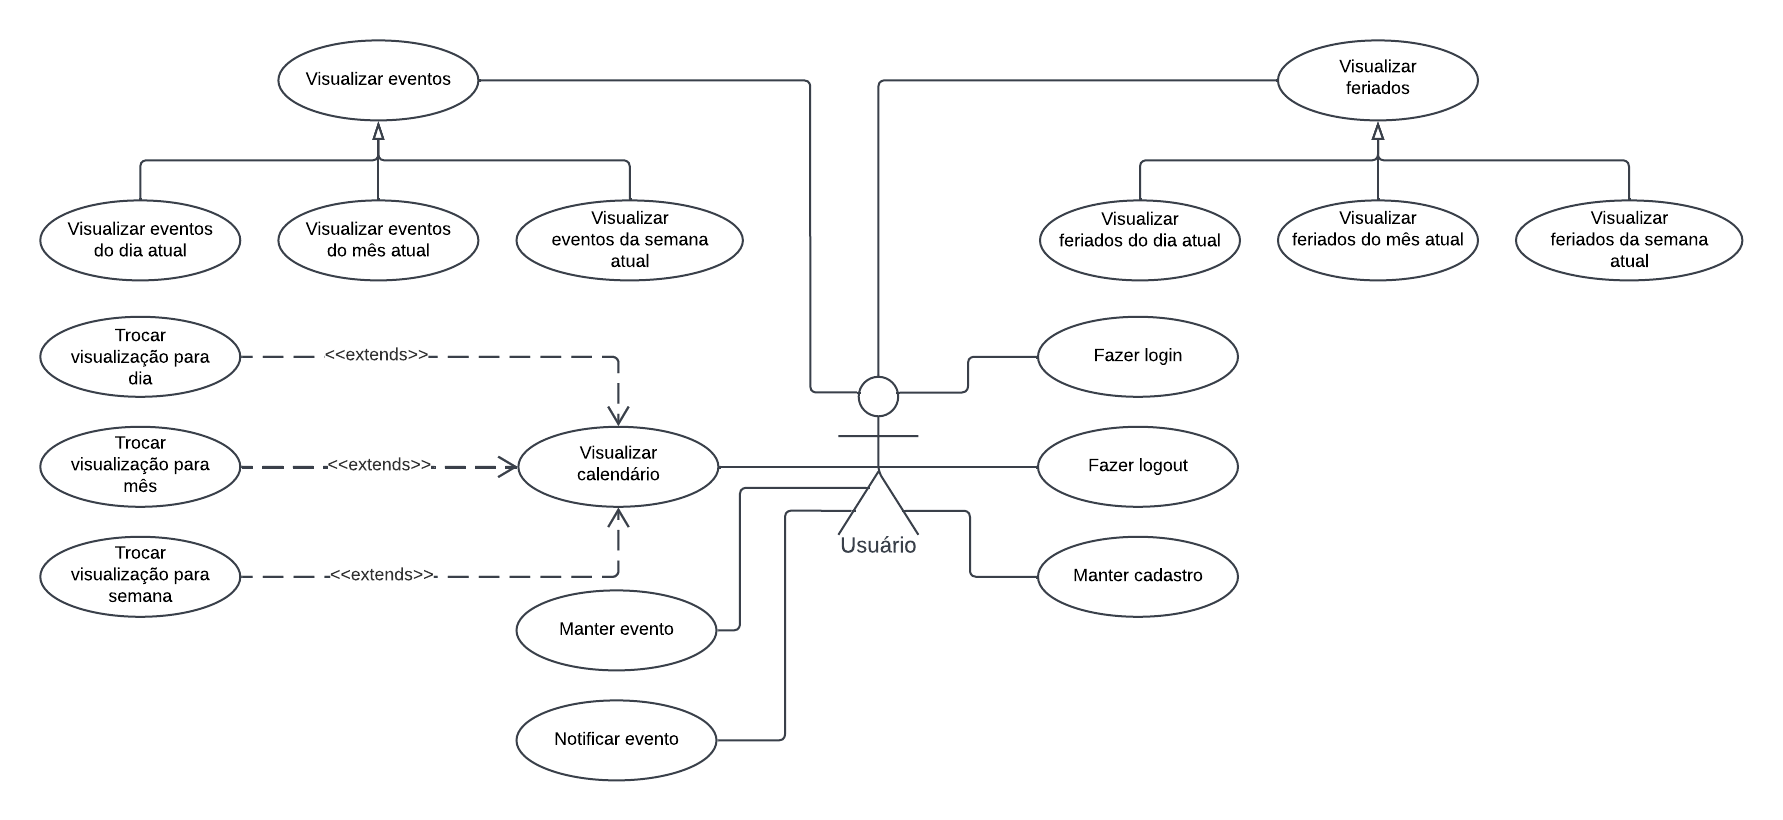 Visualizar eventos
Visualizar
feriados
Visualizar eventos
do dia atual
Visualizar eventos
do mês atual
Visualizar
eventos da semana
atual
Visualizar
feriados do dia atual
Visualizar
feriados do mês atual
Visualizar
feriados da semana
atual
Trocar
visualização para
dia
<<extends>>
Fazer login
Trocar
visualização para
mês
<<extends>>
Visualizar
calendário
Fazer logout
Trocar
visualização para
semana
<<extends>>
Usuário
Manter cadastro
Manter evento
Notificar evento